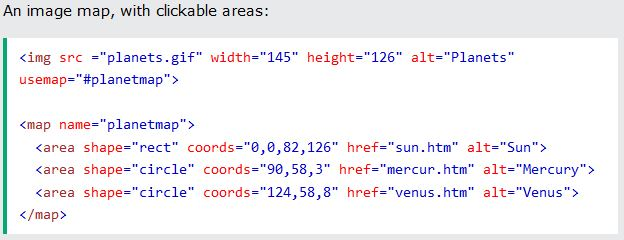 An image map, with clickable areas:
<img src ="planets.gif" width="145" height="126" alt="Planets"
usemap="#planetmap">
<map name="planetmap">
<area shape="rect" coords="0,0,82,126" href="sun.htm" alt="Sun">
<area shape="circle" coords="90,58,3" href="mercur.htm" alt="Mercury">
<area shape="circle" coords="124,58,8" href="venus.htm" alt="Venus">
</map>